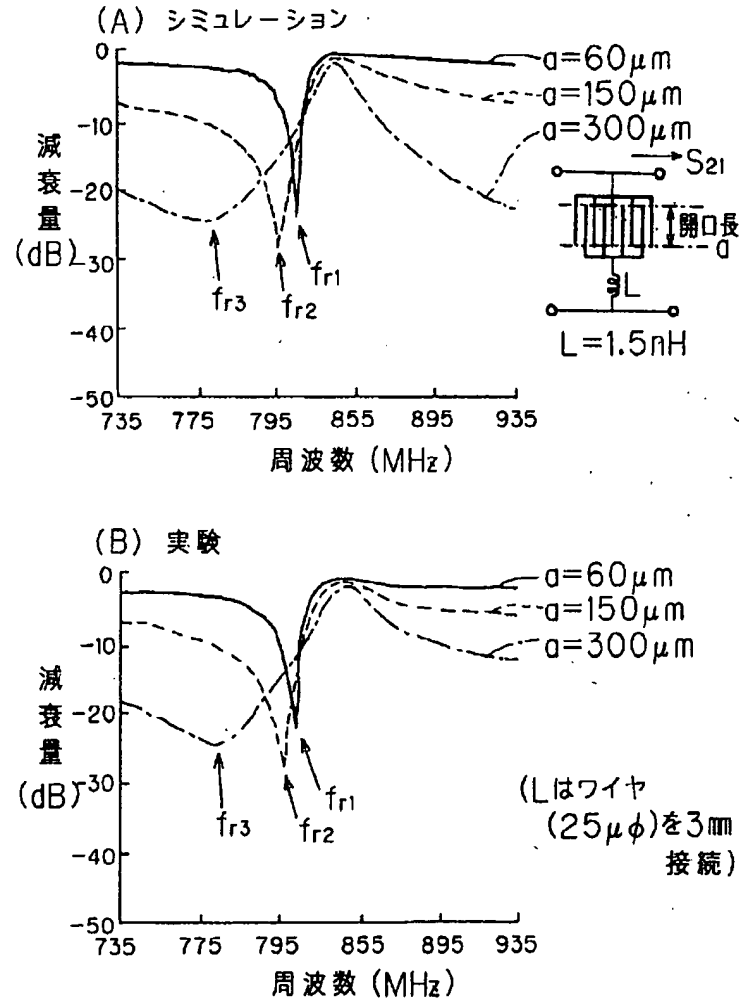 (A) シミュレーション
0
-10
-20
-30
-40
-50
減衰量
(dB)
a=60μm
a=150μm
a=300μm
fr3
fr2
fr1
S21
開口長
a
L
L=1.5nH
735 775 795 855 895 935
周波数 (MHz)
(B) 実験
0
-10
-20
-30
-40
-50
減衰量
(dB)
a=60μm
a=150μm
a=300μm
fr3
fr2
fr1
(Lはワイヤ
(25μφ)を3㎜
接続)
735 775 795 855 895 935
周波数 (MHz)